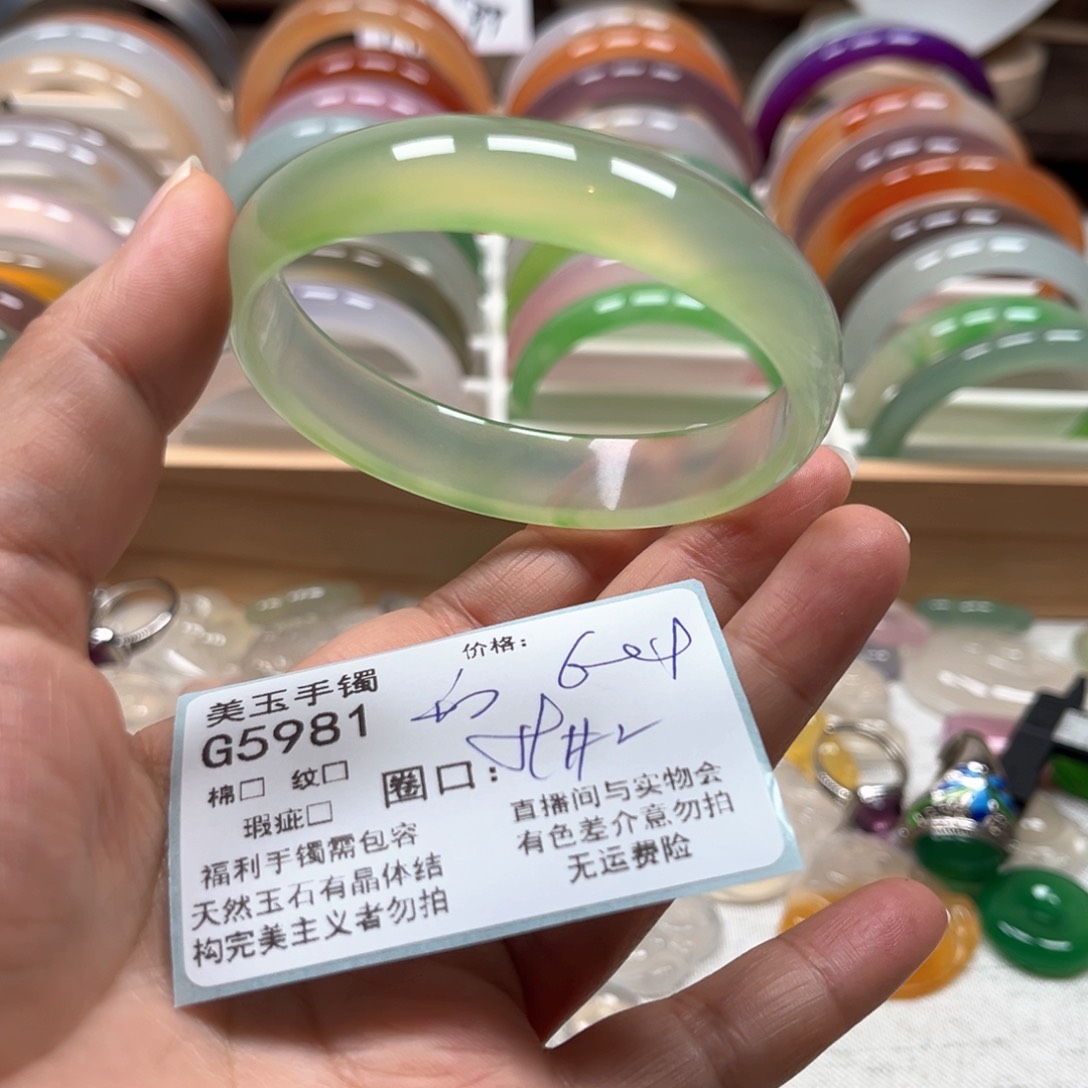 价格：
美玉手镯
G5981
棉□ 纹□ 圈口：
瑕疵□
福利手镯需包容
天然玉石有晶体结
构完美主义者勿拍
直播间与实物会
有色差介意勿拍
无运费险